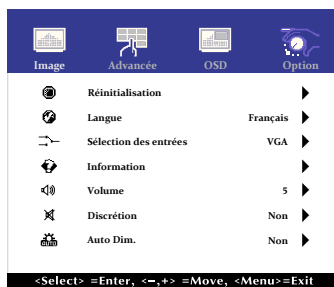 Image Advancée OSD Option
Réinitialisation
Langue Français
Sélection des entrées VGA
Information
Volume 5
Discrétion Non
Auto Dim. Non
<Select> =Enter, <−,+> =Move, <Menu>=Exit